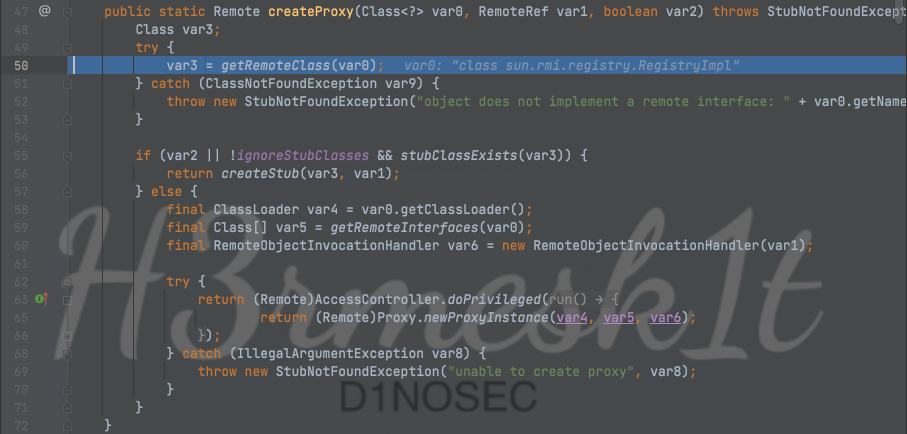 47 @ public static Remote createProxy(Class<?> var0, RemoteRef var1, boolean var2) throws StubNotFoundExcept
48 Class var3;
49 try {
50 var3 = getRemoteClass(var0); var0: "class sun.rmi.registry.RegistryImpl"
51 } catch (ClassNotFoundException var9) {
52 throw new StubNotFoundException("object does not implement a remote interface: " + var0.getName
53 }
54
55 if (var2 || !ignoreStubClasses && stubClassExists(var3)) {
56 return createStub(var3, var1);
57 } else {
58 final ClassLoader var4 = var0.getClassLoader();
59 final Class[] var5 = getRemoteInterfaces(var0);
60 final RemoteObjectInvocationHandler var6 = new RemoteObjectInvocationHandler(var1);
61
62 try {
63 return (Remote)AccessController.doPrivileged(run() → {
65 return (Remote)Proxy.newProxyInstance(var4, var5, var6);
66 });
68 } catch (IllegalArgumentException var8) {
69 throw new StubNotFoundException("unable to create proxy", var8);
70 }
71 }
72 }
H3rmesk1t
D1NOSEC